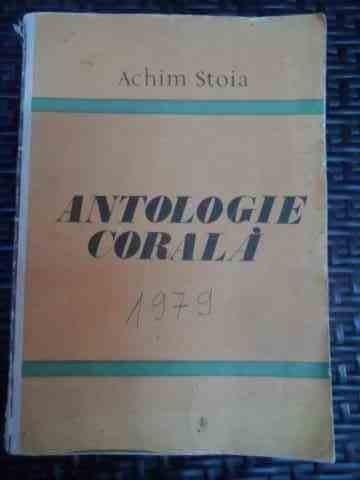 Achim Stoia
ANTOLOGIE
CORALĂ
1979